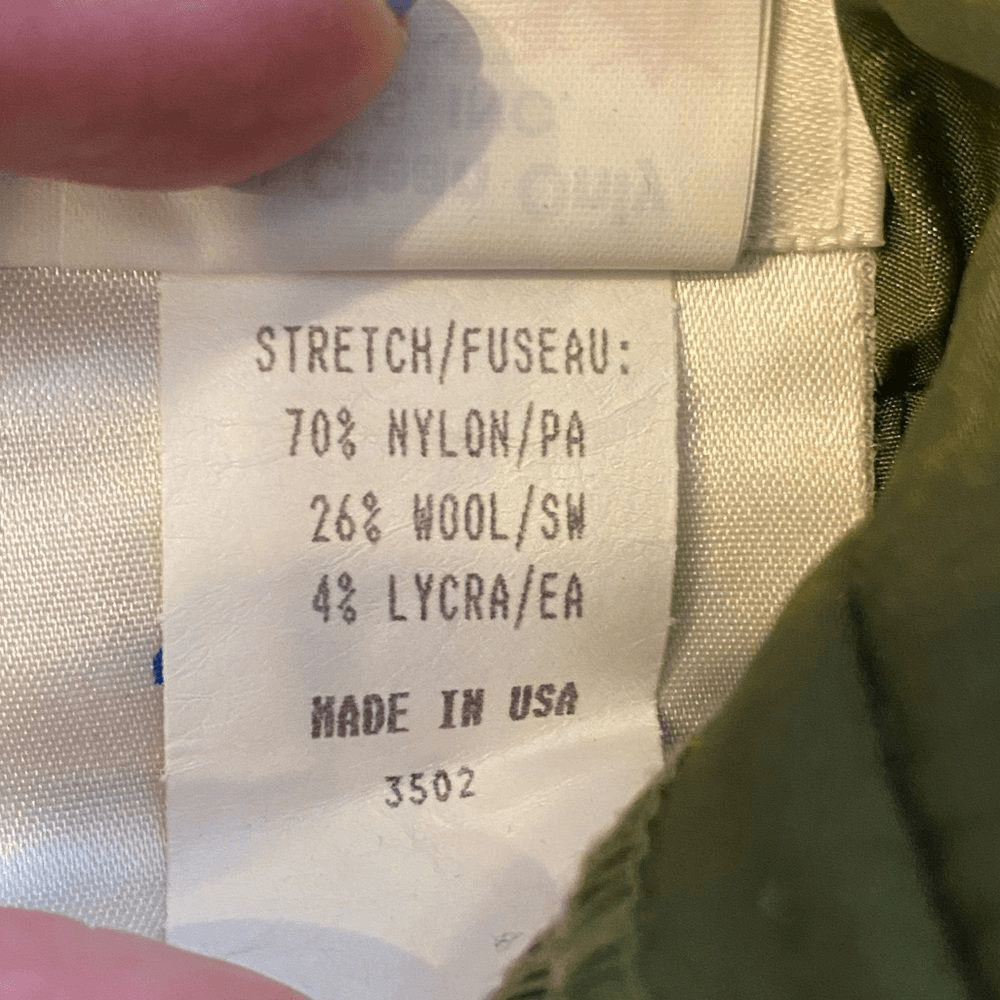 STRETCH/FUSEAU:
70% NYLON/PA
26% WOOL/SW
4% LYCRA/EA
MADE IN USA
3502